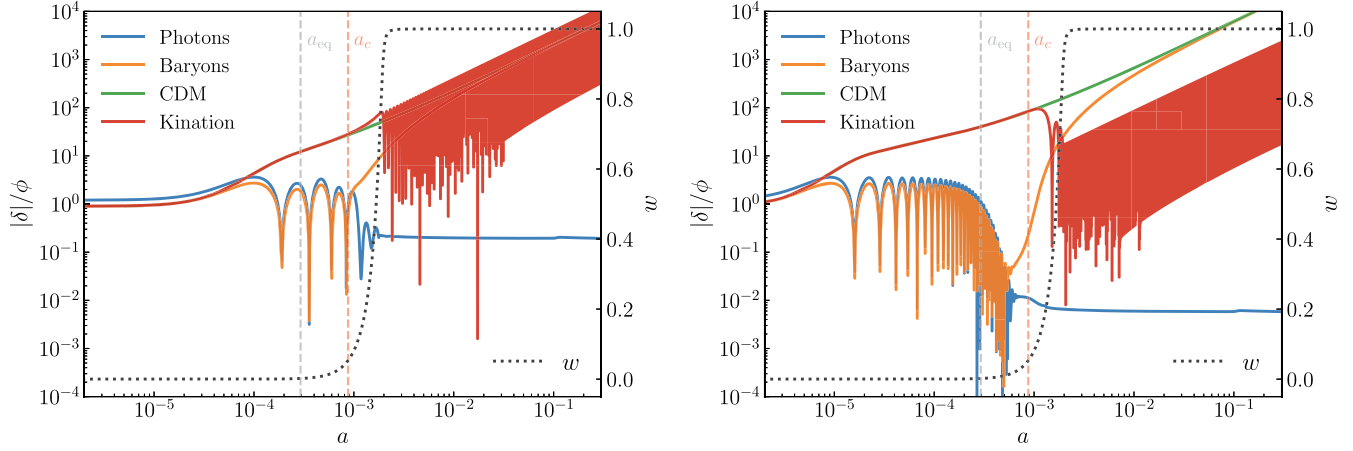 Photons
Baryons
CDM
Kination
a_eq
a_c
w
|δ|/φ
10^4
10^3
10^2
10^1
10^0
10^-1
10^-2
10^-3
10^-4
1.0
0.8
0.6
0.4
0.2
0.0
w
10^-5
10^-4
10^-3
10^-2
10^-1
a
Photons
Baryons
CDM
Kination
a_eq
a_c
w
|δ|/φ
10^4
10^3
10^2
10^1
10^0
10^-1
10^-2
10^-3
10^-4
1.0
0.8
0.6
0.4
0.2
0.0
w
10^-5
10^-4
10^-3
10^-2
10^-1
a